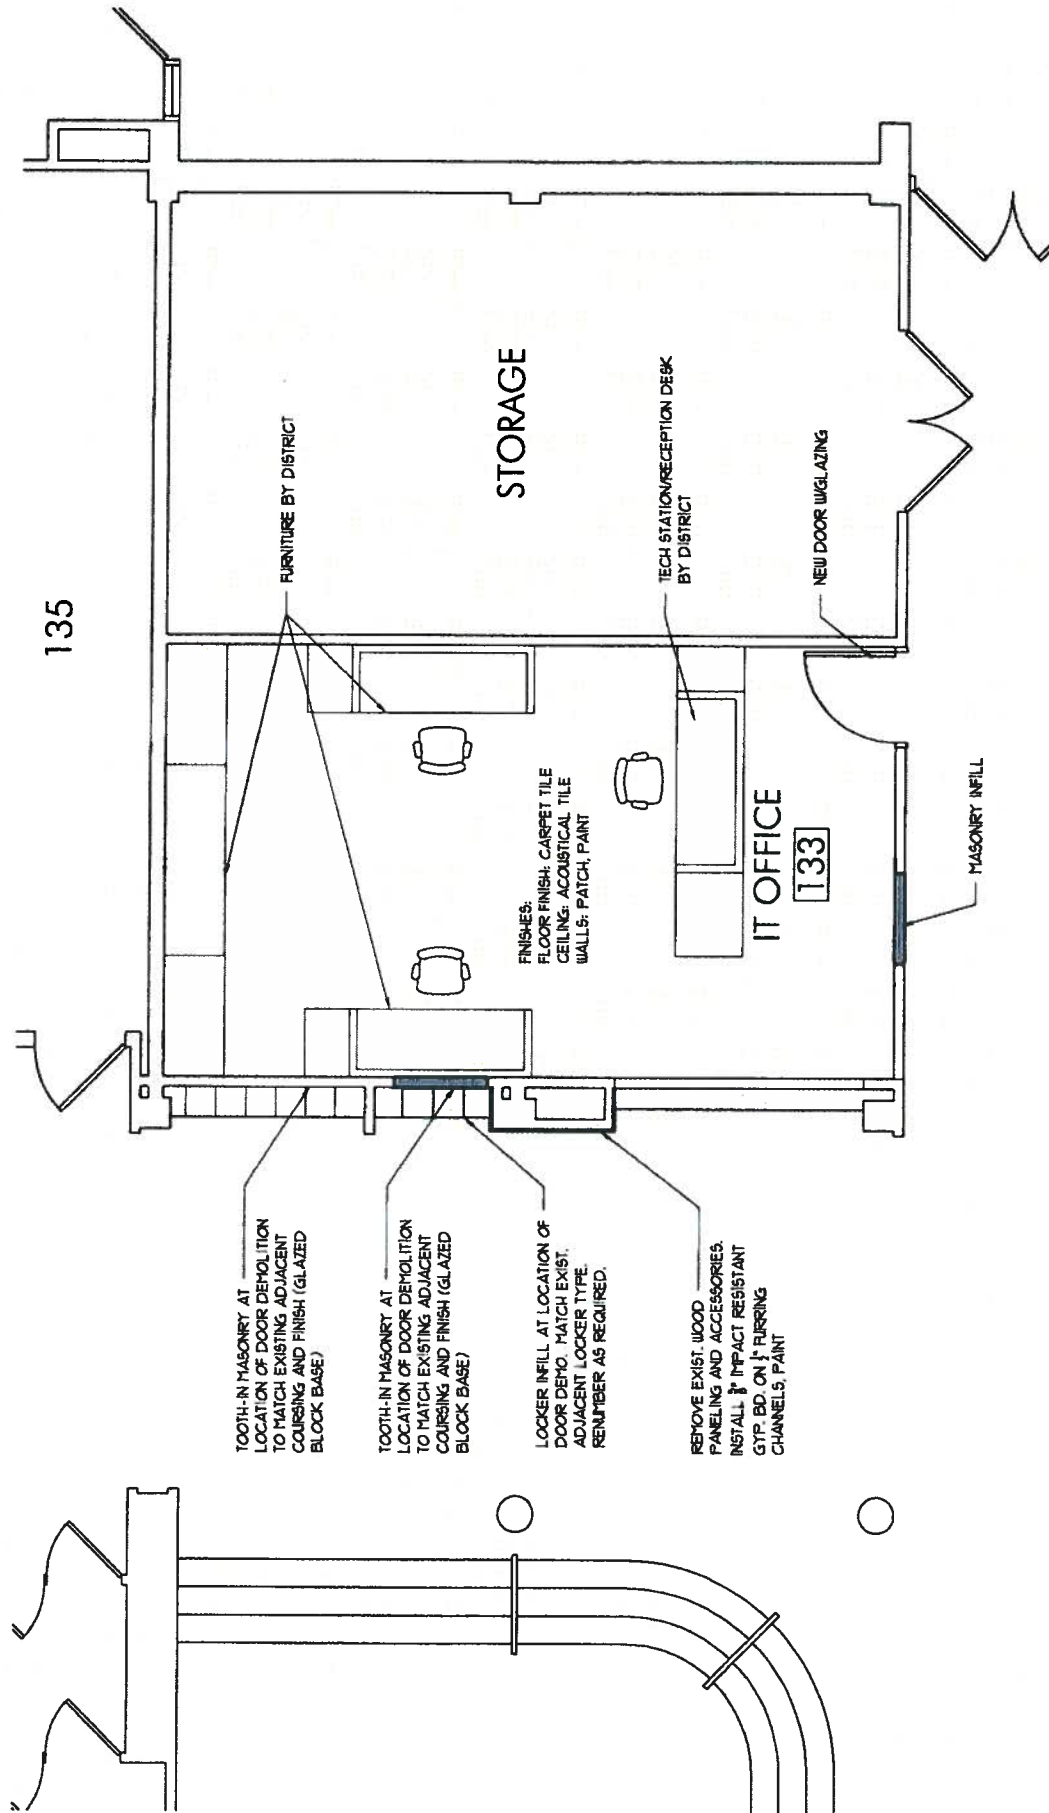 135
FURNITURE BY DISTRICT
STORAGE
TECH STATION/RECEPTION DESK
BY DISTRICT
NEW DOOR W/GLAZING
FINISHES:
FLOOR FINISH: CARPET TILE
CEILING: ACOUSTICAL TILE
WALLS: PATCH, PAINT
IT OFFICE
133
MASONRY INFILL
TOOTH-IN MASONRY AT
LOCATION OF DOOR DEMOLITION
TO MATCH EXISTING ADJACENT
COURSING AND FINISH (GLAZED
BLOCK BASE)
TOOTH-IN MASONRY AT
LOCATION OF DOOR DEMOLITION
TO MATCH EXISTING ADJACENT
COURSING AND FINISH (GLAZED
BLOCK BASE)
LOCKER INFILL AT LOCATION OF
DOOR DEMO. MATCH EXIST.
ADJACENT LOCKER TYPE.
RENUMBER AS REQUIRED.
REMOVE EXIST. WOOD
PANELING AND ACCESSORIES.
INSTALL IMPACT RESISTANT
GYP. BD. ON FURRING
CHANNELS, PAINT